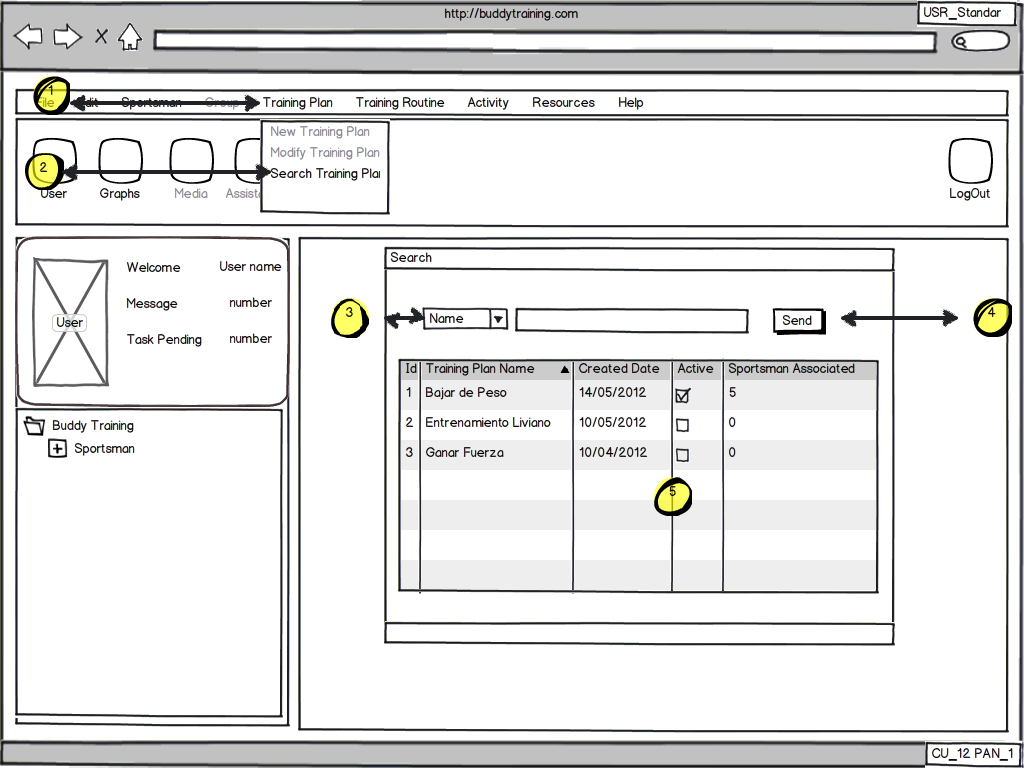 http://buddytraining.com
USR_Standar
1
File Edit Sportsman Group Training Plan Training Routine Activity Resources Help
New Training Plan
Modify Training Plan
2
Search Training Plan
User Graphs Media LogOut
Search
Welcome User name
Message number
User
Task Pending number
3
Name
Send
4
Id Training Plan Name Created Date Active Sportsman Associated
1 Bajar de Peso 14/05/2012 5
2 Entrenamiento Liviano 10/05/2012 0
3 Ganar Fuerza 10/04/2012 0
Buddy Training
Sportsman
5
CU_12 PAN_1